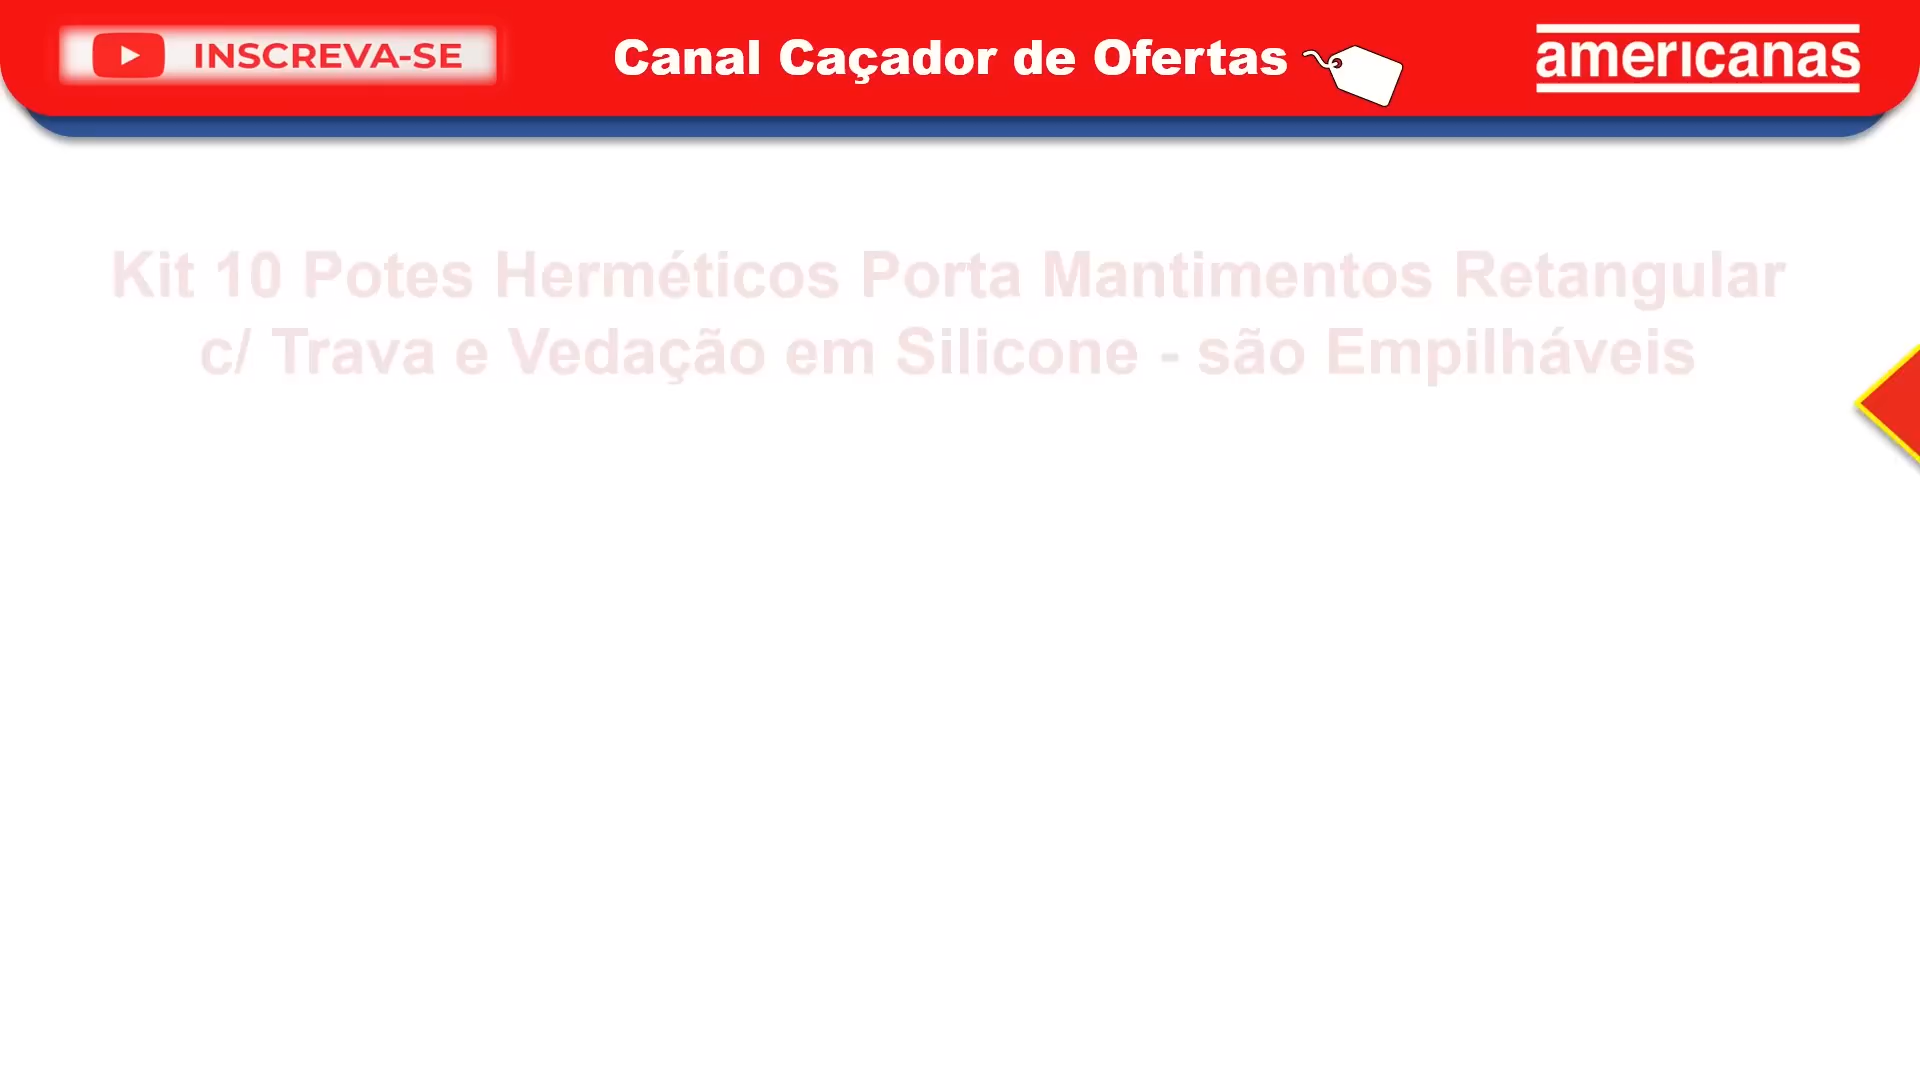 INSCREVA-SE
Canal Caçador de Ofertas
americanas
Kit 10 Potes Herméticos Porta Mantimentos Retangular
c/ Trava e Vedação em Silicone - são Empilháveis